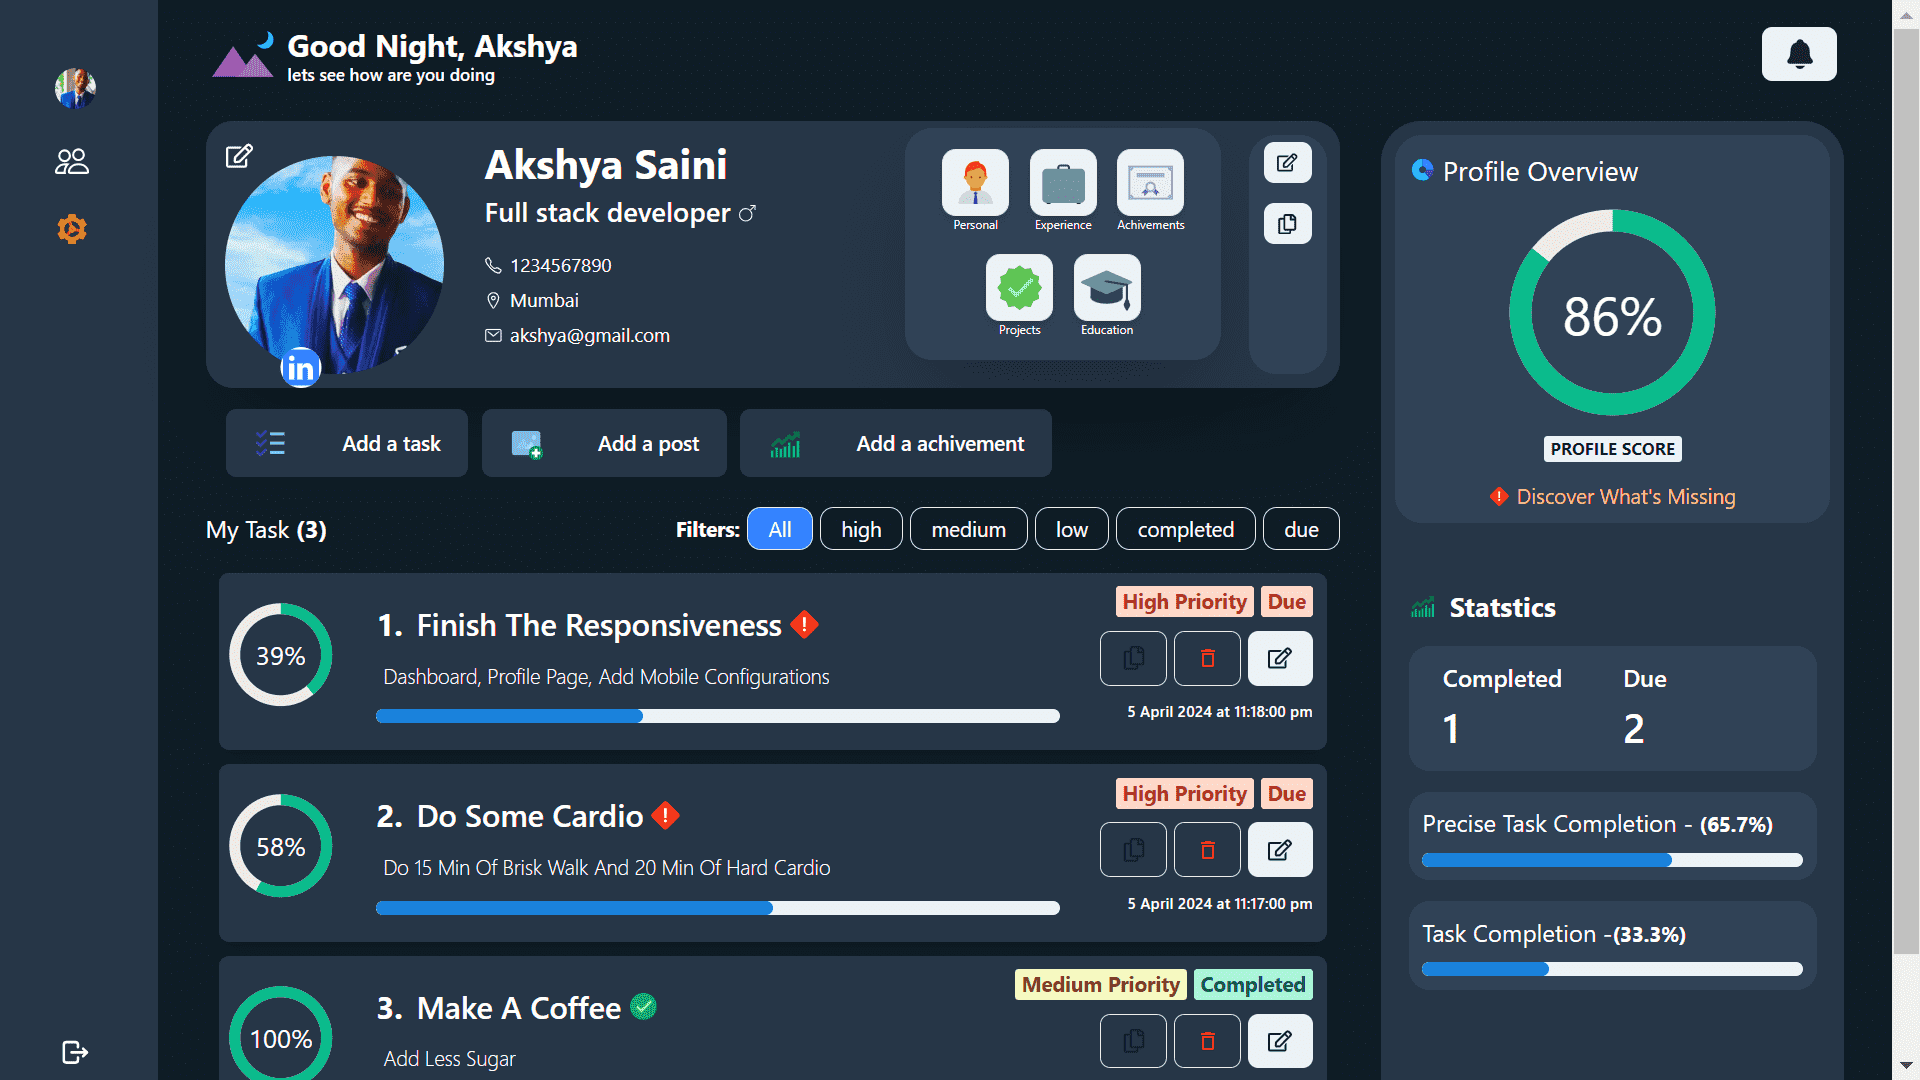 Good Night, Akshya
lets see how are you doing
Akshya Saini
Full stack developer
1234567890
Mumbai
akshya@gmail.com
in
Personal
Experience
Achivements
Projects
Education
Add a task
Add a post
Add a achivement
My Task (3)
Filters: All high medium low completed due
39%
1. Finish The Responsiveness
Dashboard, Profile Page, Add Mobile Configurations
High Priority Due
5 April 2024 at 11:18:00 pm
58%
2. Do Some Cardio
Do 15 Min Of Brisk Walk And 20 Min Of Hard Cardio
High Priority Due
5 April 2024 at 11:17:00 pm
100%
3. Make A Coffee
Add Less Sugar
Medium Priority Completed
Profile Overview
86%
PROFILE SCORE
Discover What's Missing
Statstics
Completed Due
1 2
Precise Task Completion - (65.7%)
Task Completion -(33.3%)